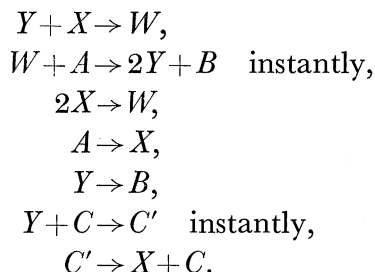 Y+X→W,
W+A→2Y+B instantly,
2X→W,
A→X,
Y→B,
Y+C→C′ instantly,
C′→X+C.